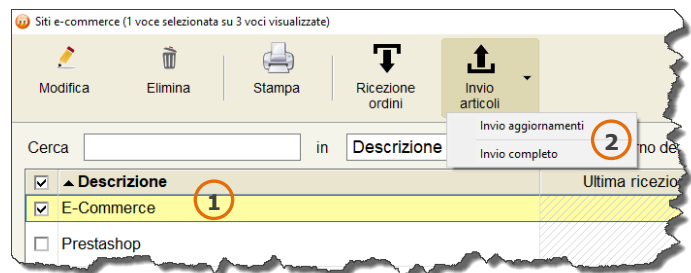 Siti e-commerce (1 voce selezionata su 3 voci visualizzate)
Modifica Elimina Stampa Ricezione ordini Invio articoli
Invio aggiornamenti
Invio completo
2
Cerca in Descrizione
Descrizione Ultima
E-Commerce 1
Prestashop